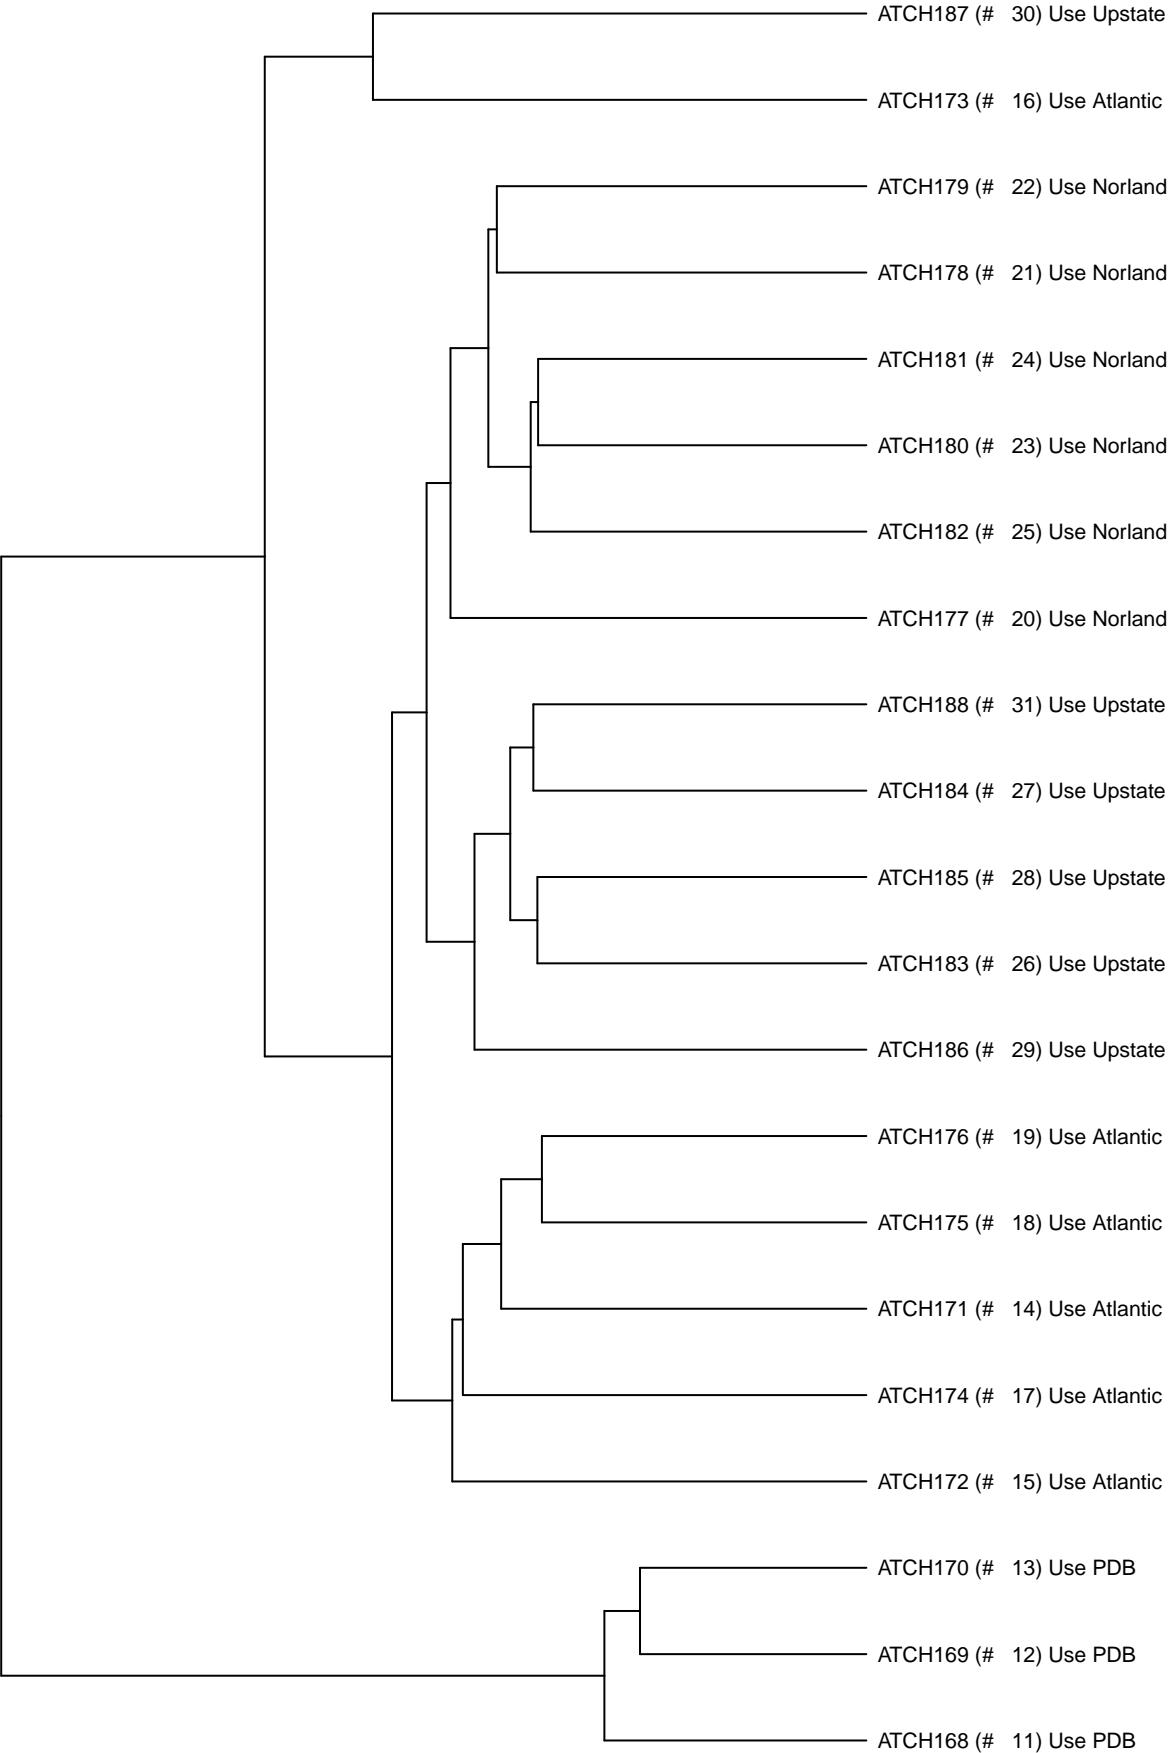 ATCH187 (# 30) Use Upstate
ATCH173 (# 16) Use Atlantic
ATCH179 (# 22) Use Norland
ATCH178 (# 21) Use Norland
ATCH181 (# 24) Use Norland
ATCH180 (# 23) Use Norland
ATCH182 (# 25) Use Norland
ATCH177 (# 20) Use Norland
ATCH188 (# 31) Use Upstate
ATCH184 (# 27) Use Upstate
ATCH185 (# 28) Use Upstate
ATCH183 (# 26) Use Upstate
ATCH186 (# 29) Use Upstate
ATCH176 (# 19) Use Atlantic
ATCH175 (# 18) Use Atlantic
ATCH171 (# 14) Use Atlantic
ATCH174 (# 17) Use Atlantic
ATCH172 (# 15) Use Atlantic
ATCH170 (# 13) Use PDB
ATCH169 (# 12) Use PDB
ATCH168 (# 11) Use PDB